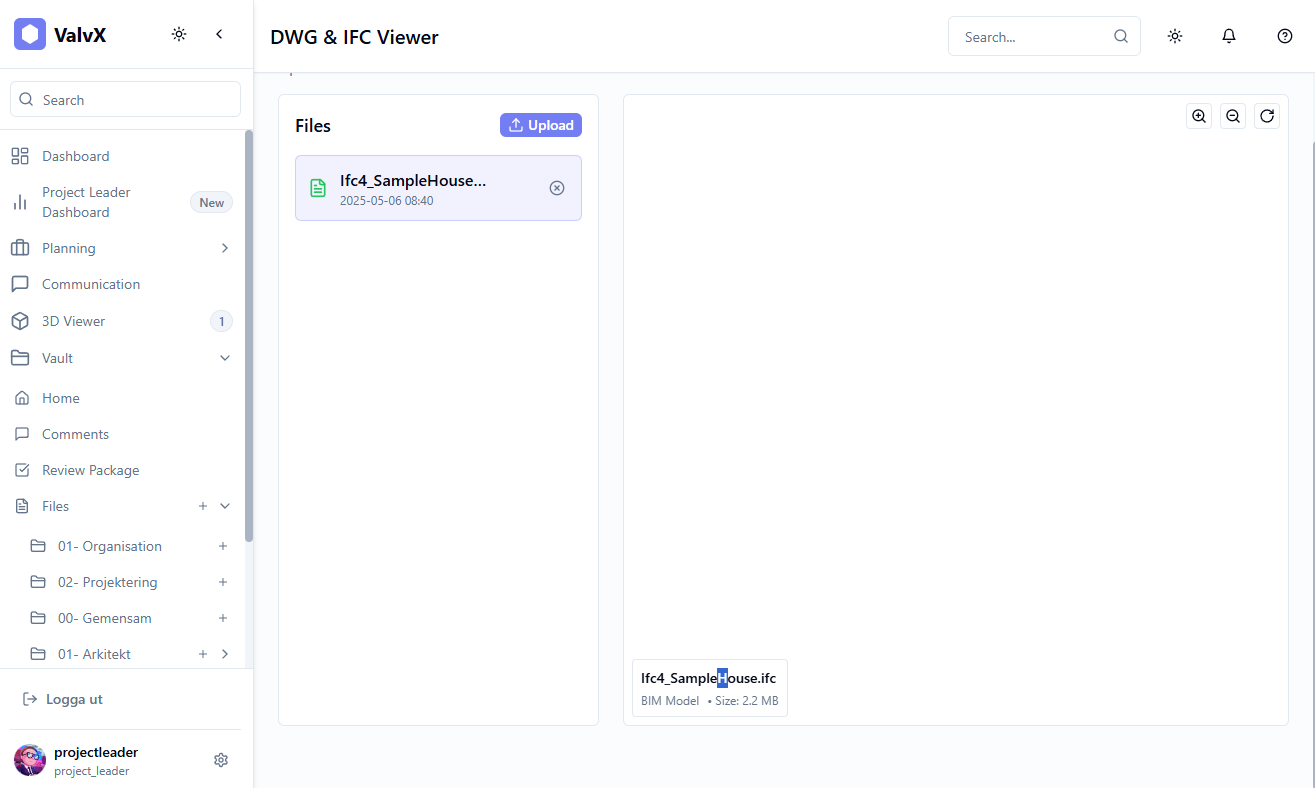 ValvX
Search
Dashboard
Project Leader
Dashboard
New
Planning
Communication
3D Viewer
1
Vault
Home
Comments
Review Package
Files
01- Organisation
02- Projektering
00- Gemensam
01- Arkitekt
Logga ut
projectleader
project_leader
DWG & IFC Viewer
Search...
Files
Upload
Ifc4_SampleHouse...
2025-05-06 08:40
Ifc4_SampleHouse.ifc
BIM Model • Size: 2.2 MB